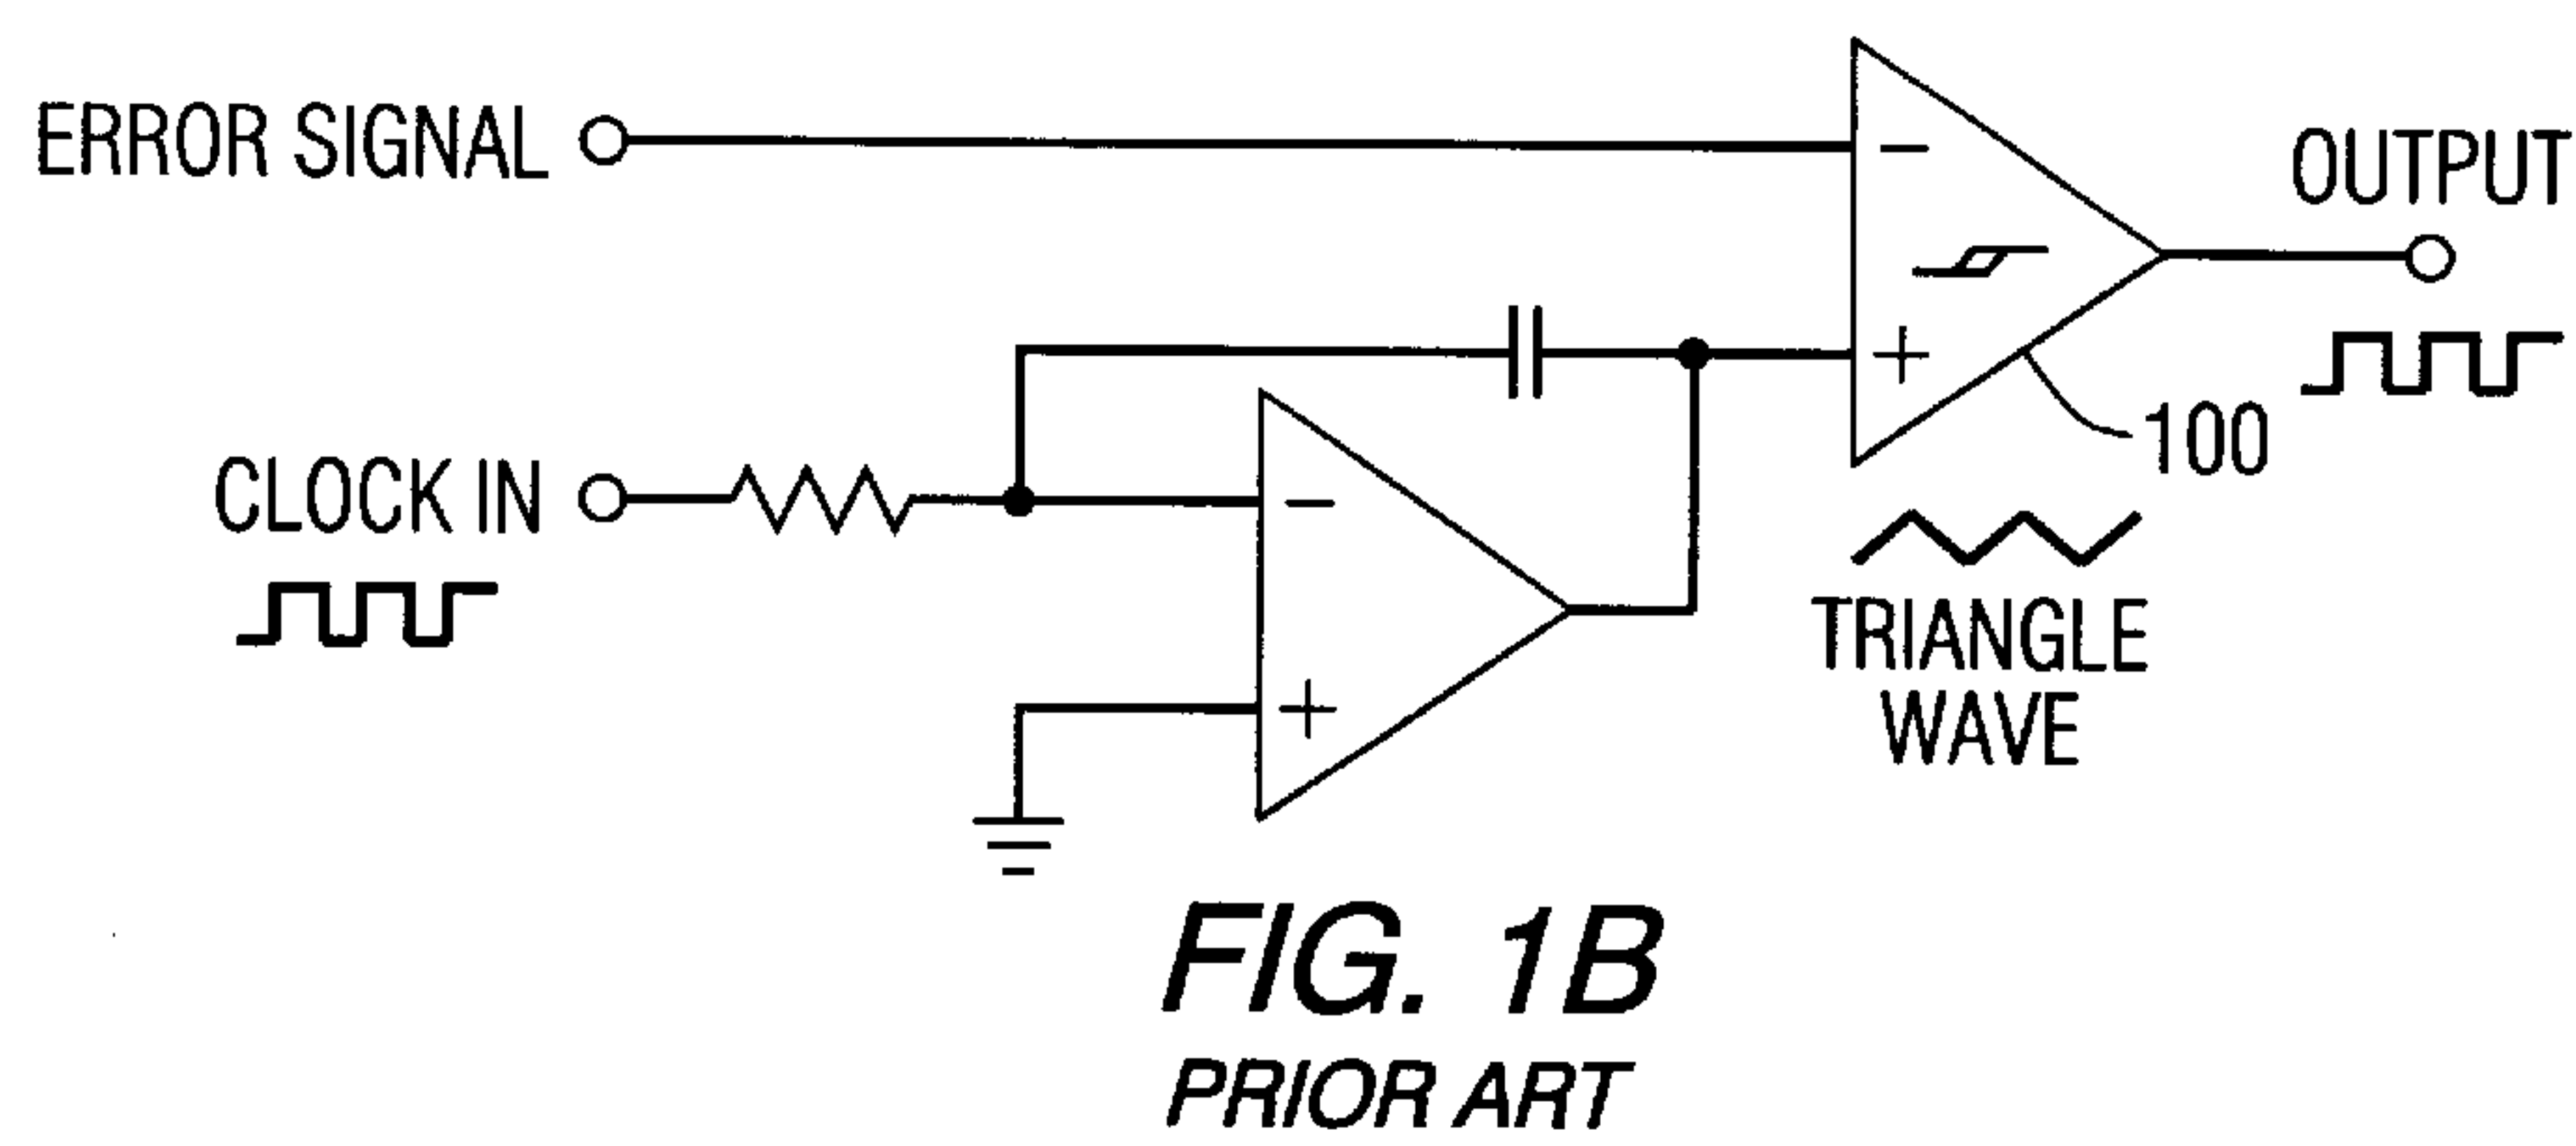 ERROR SIGNAL
OUTPUT
−
+
100
CLOCK IN
−
+
TRIANGLE
WAVE
FIG. 1B
PRIOR ART